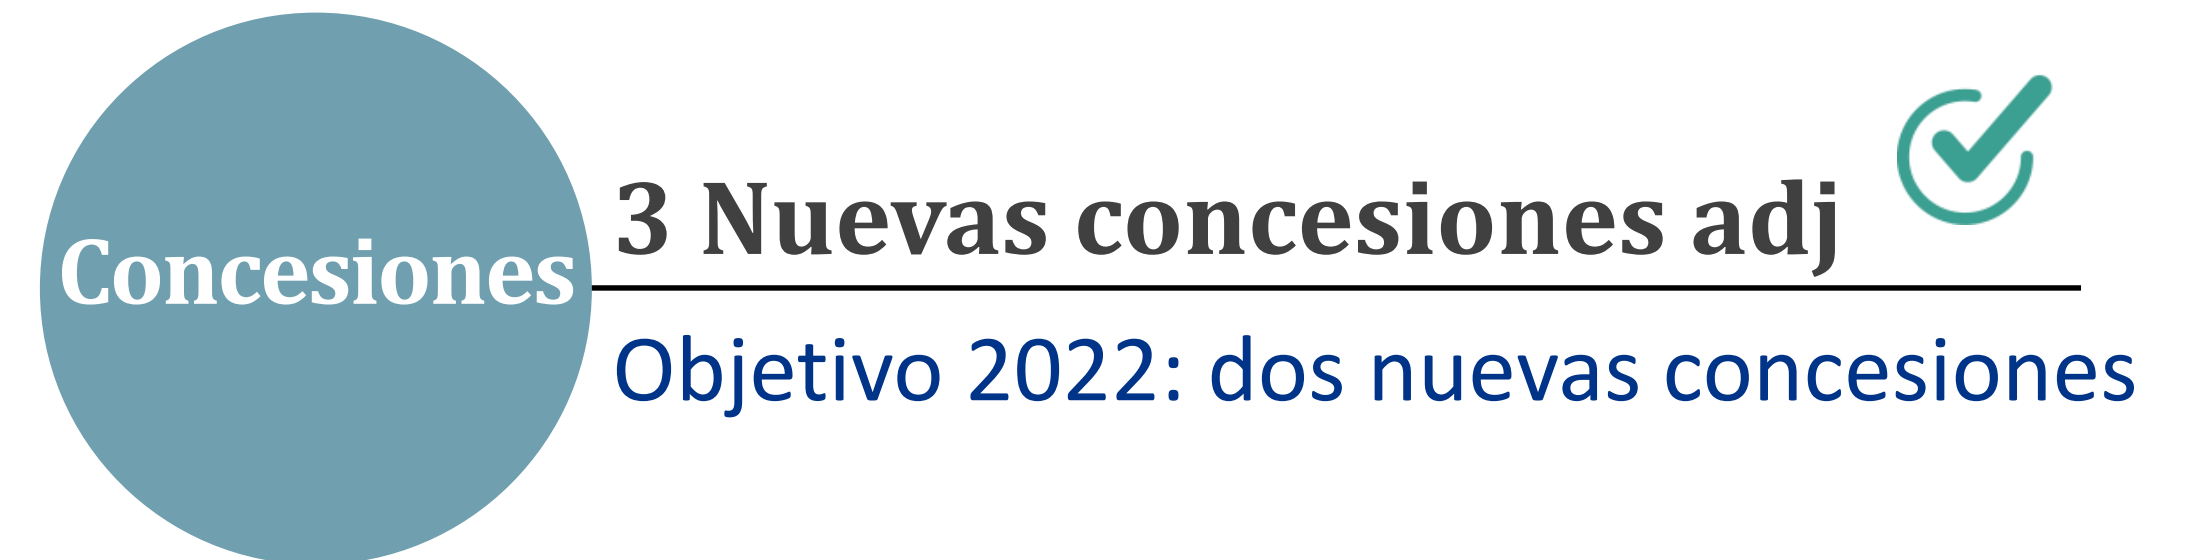 Concesiones
3 Nuevas concesiones adj
Objetivo 2022: dos nuevas concesiones